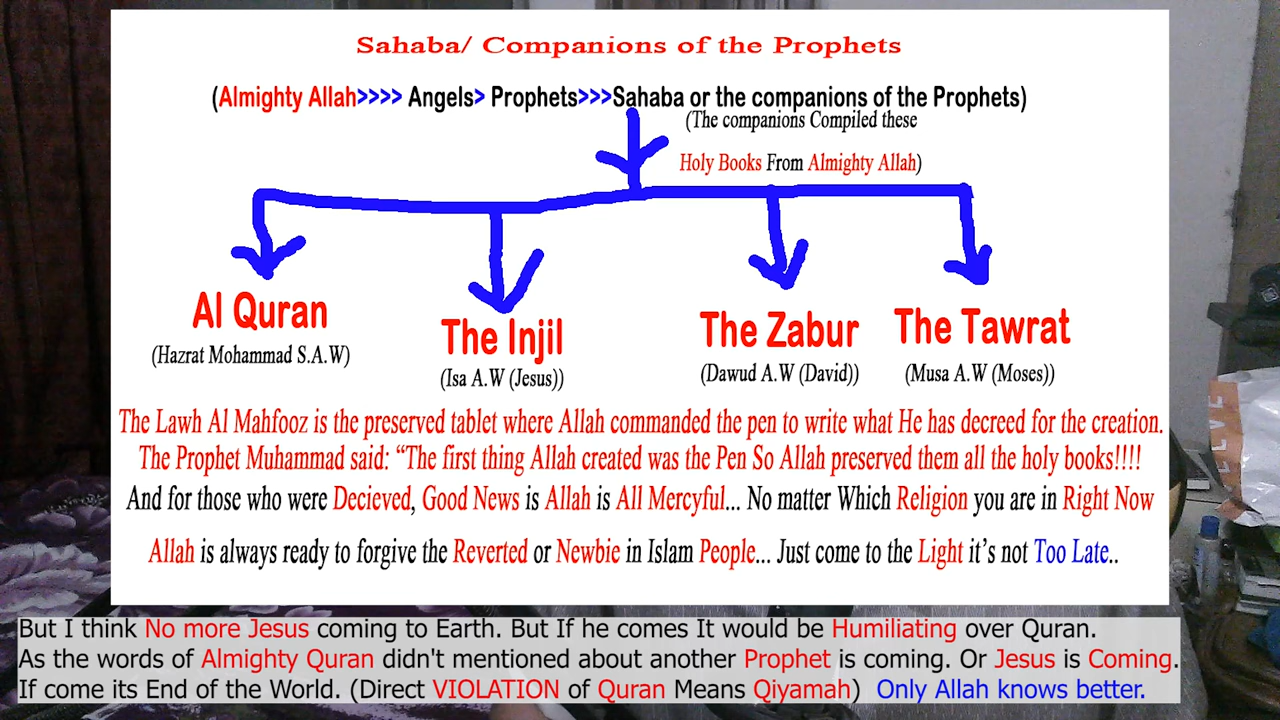 Sahaba/ Companions of the Prophets
(Almighty Allah>>>> Angels> Prophets>>>Sahaba or the companions of the Prophets)
(The companions Compiled these
Holy Books From Almighty Allah)
Al Quran
(Hazrat Mohammad S.A.W)
The Injil
(Isa A.W (Jesus))
The Zabur
(Dawud A.W (David))
The Tawrat
(Musa A.W (Moses))
The Lawh Al Mahfooz is the preserved tablet where Allah commanded the pen to write what He has decreed for the creation.
The Prophet Muhammad said: “The first thing Allah created was the Pen So Allah preserved them all the holy books!!!!
And for those who were Decieved, Good News is Allah is All Mercyful... No matter Which Religion you are in Right Now
Allah is always ready to forgive the Reverted or Newbie in Islam People... Just come to the Light it’s not Too Late..
But I think No more Jesus coming to Earth. But If he comes It would be Humiliating over Quran.
As the words of Almighty Quran didn't mentioned about another Prophet is coming. Or Jesus is Coming.
If come its End of the World. (Direct VIOLATION of Quran Means Qiyamah) Only Allah knows better.